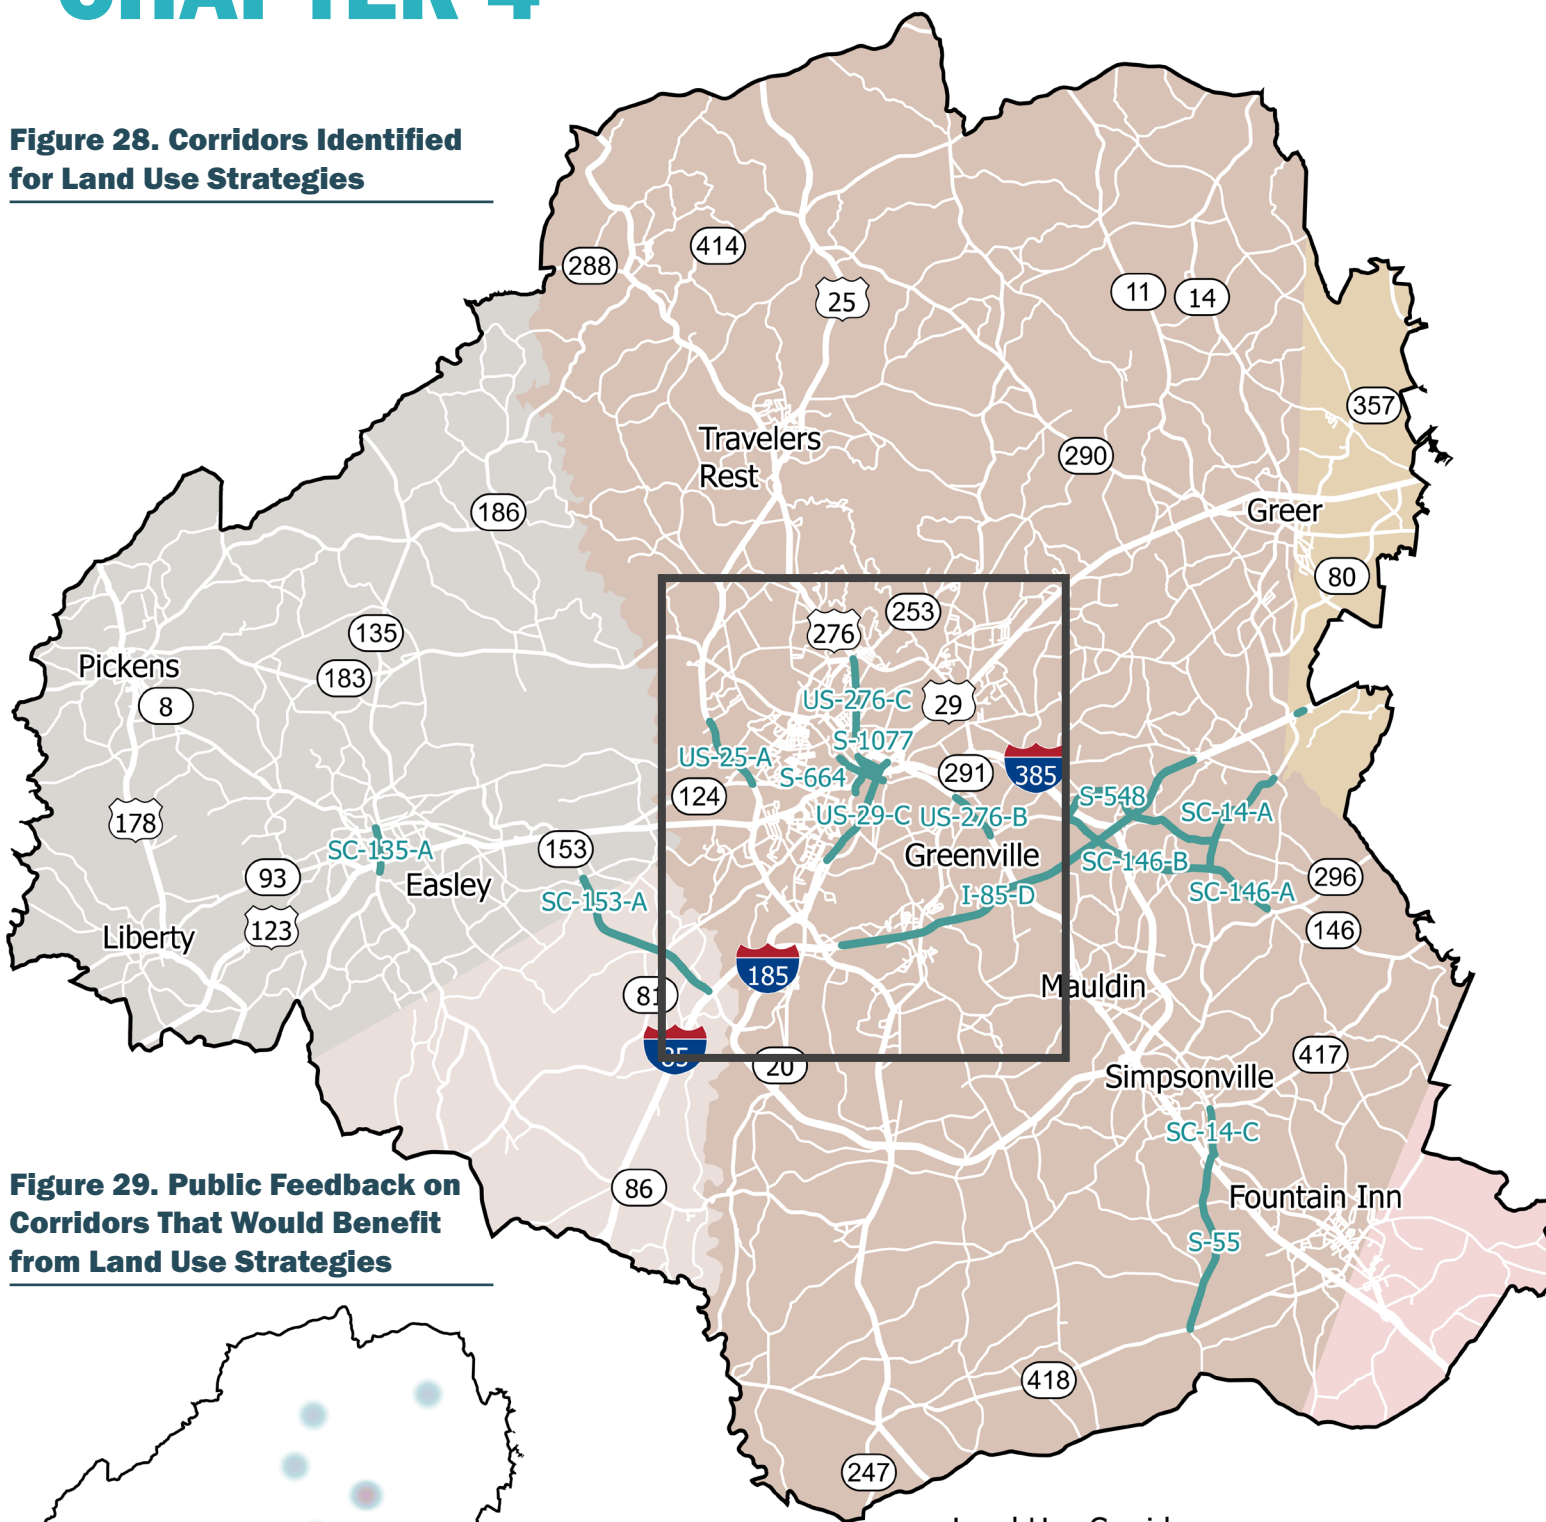 CHAPTER 4
Figure 28. Corridors Identified
for Land Use Strategies
288
414
25
11
14
357
Travelers
Rest
290
186
Greer
80
253
276
135
Pickens
183
8
US-276-C
29
S-1077
US-25-A
S-664
291
385
124
S-548
178
US-29-C
US-276-B
SC-14-A
SC-135-A
153
Greenville
SC-146-B
93
Easley
SC-153-A
I-85-D
SC-146-A
296
Liberty
123
146
185
81
Mauldin
85
20
417
Simpsonville
SC-14-C
Figure 29. Public Feedback on
Corridors That Would Benefit
from Land Use Strategies
86
Fountain Inn
S-55
418
247